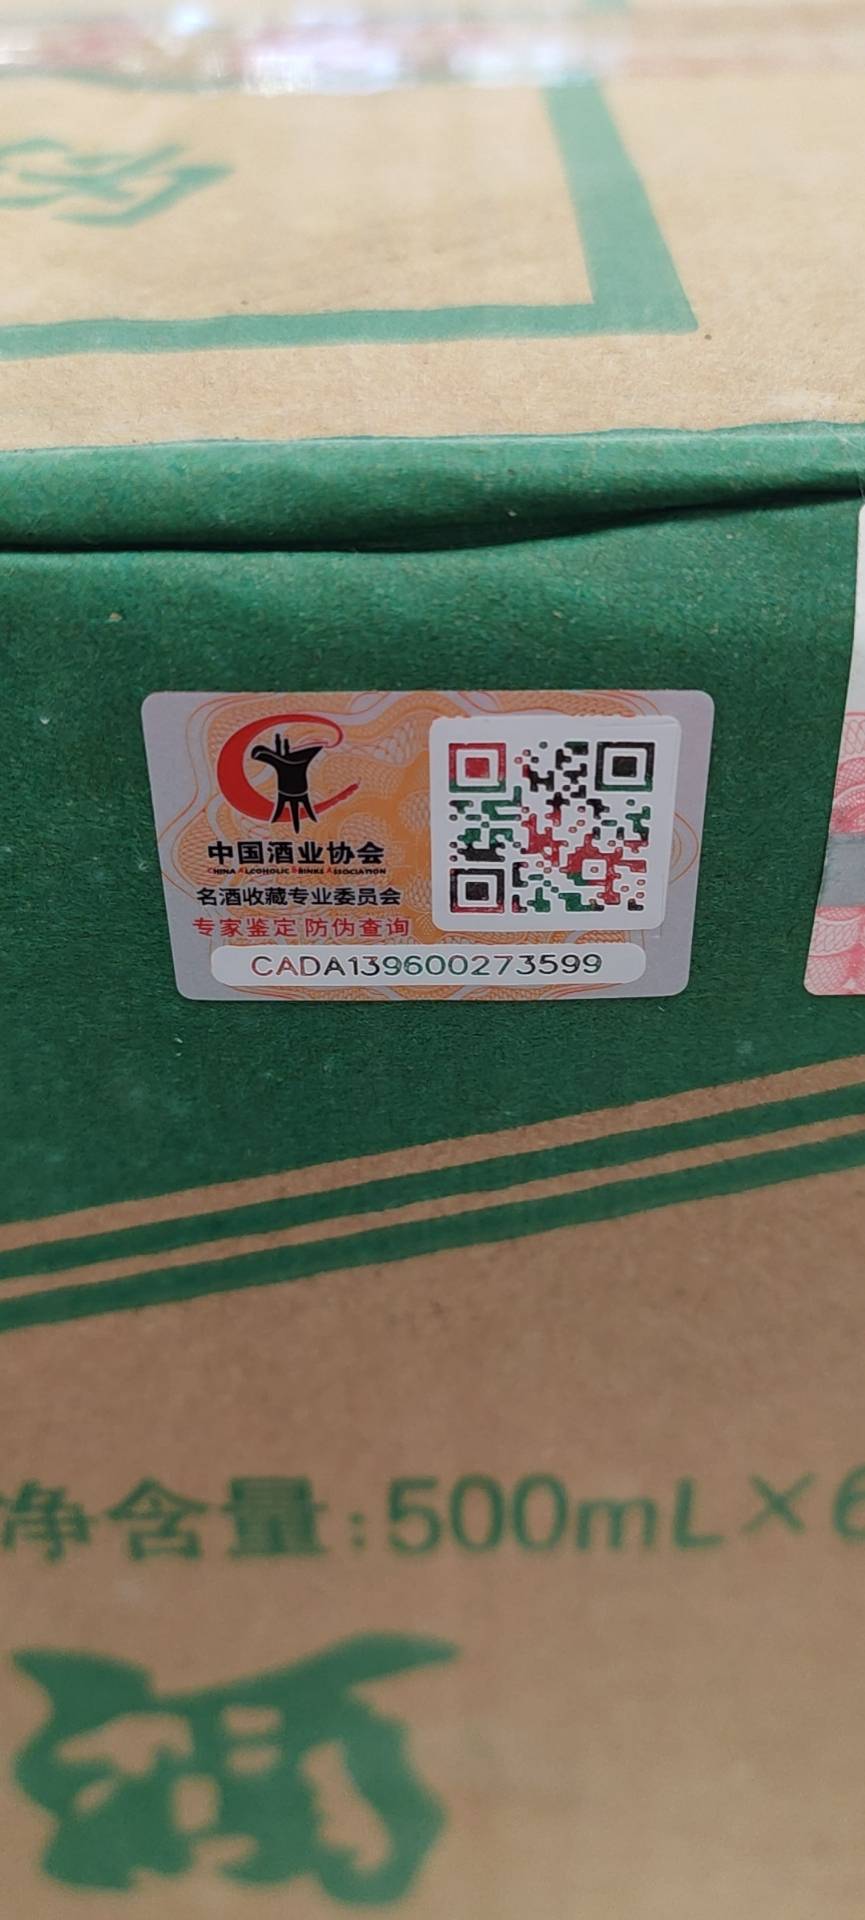 中国酒业协会
CHINA ALCOHOLIC DRINKS ASSOCIATION
名酒收藏专业委员会
专家鉴定 防伪查询
CADA139600273599
净含量:500mL×6